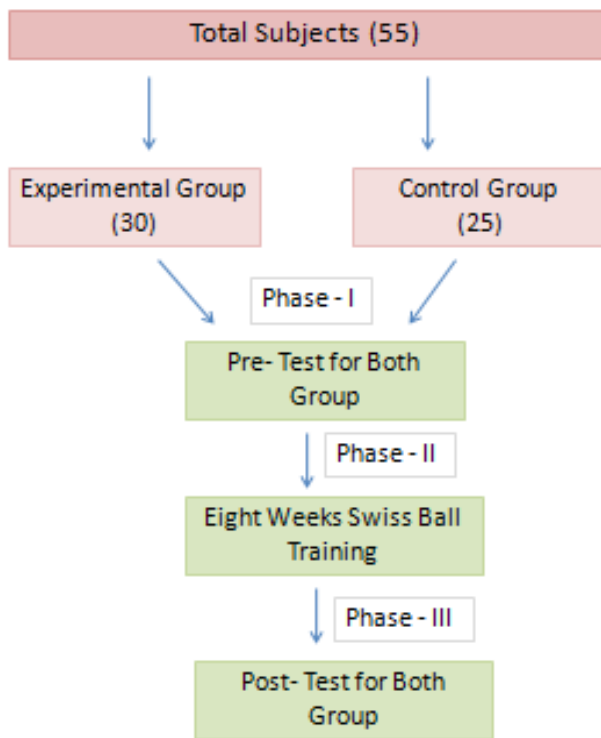 Total Subjects (55)
Experimental Group
(30)
Control Group
(25)
Phase - I
Pre- Test for Both
Group
Phase - II
Eight Weeks Swiss Ball
Training
Phase - III
Post- Test for Both
Group